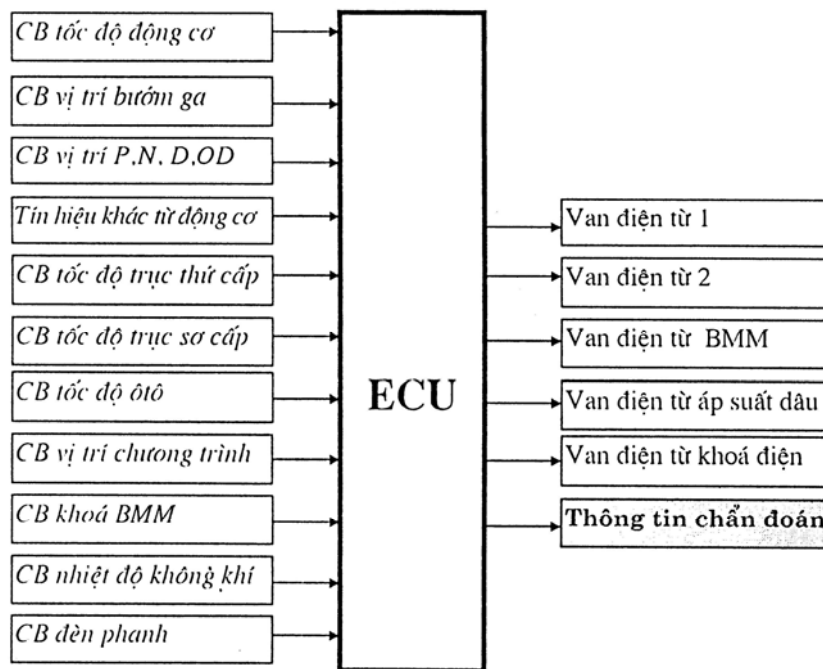 CB tốc độ động cơ
CB vị trí bướm ga
CB vị trí P,N, D,OD
Tín hiệu khác từ động cơ
CB tốc độ trục thứ cấp
CB tốc độ trục sơ cấp
CB tốc độ ôtô
CB vị trí chương trình
CB khoá BMM
CB nhiệt độ không khí
CB đèn phanh
ECU
Van điện từ 1
Van điện từ 2
Van điện từ BMM
Van điện từ áp suất dâu
Van điện từ khoá điện
Thông tin chẩn đoán